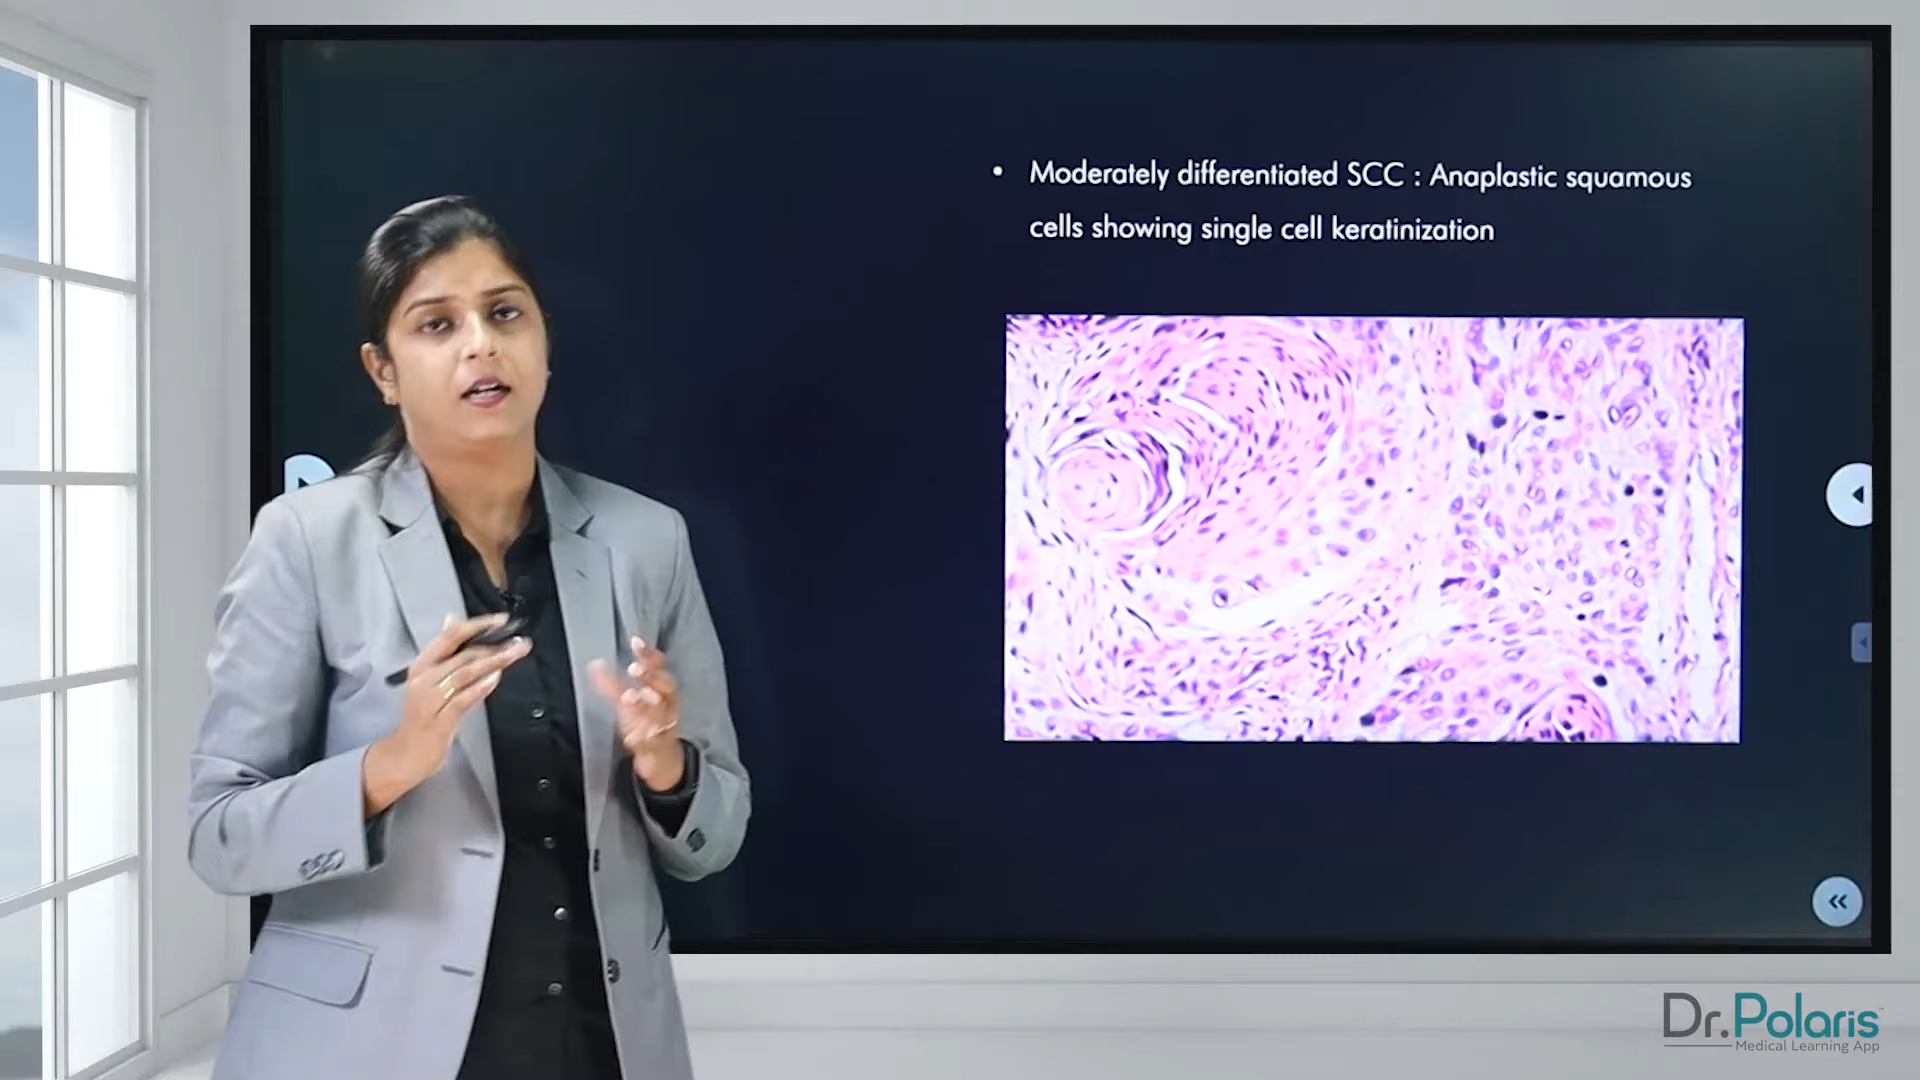 • Moderately differentiated SCC : Anaplastic squamous
cells showing single cell keratinization
Dr.Polaris
Medical Learning App